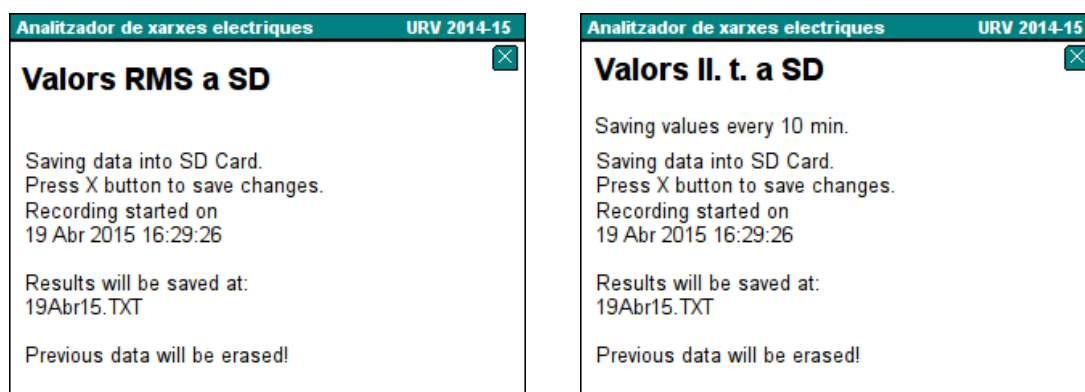 Analitzador de xarxes electriques URV 2014-15
Valors RMS a SD
Saving data into SD Card.
Press X button to save changes.
Recording started on
19 Abr 2015 16:29:26
Results will be saved at:
19Abr15.TXT
Previous data will be erased!
Analitzador de xarxes electriques URV 2014-15
Valors ll. t. a SD
Saving values every 10 min.
Saving data into SD Card.
Press X button to save changes.
Recording started on
19 Abr 2015 16:29:26
Results will be saved at:
19Abr15.TXT
Previous data will be erased!